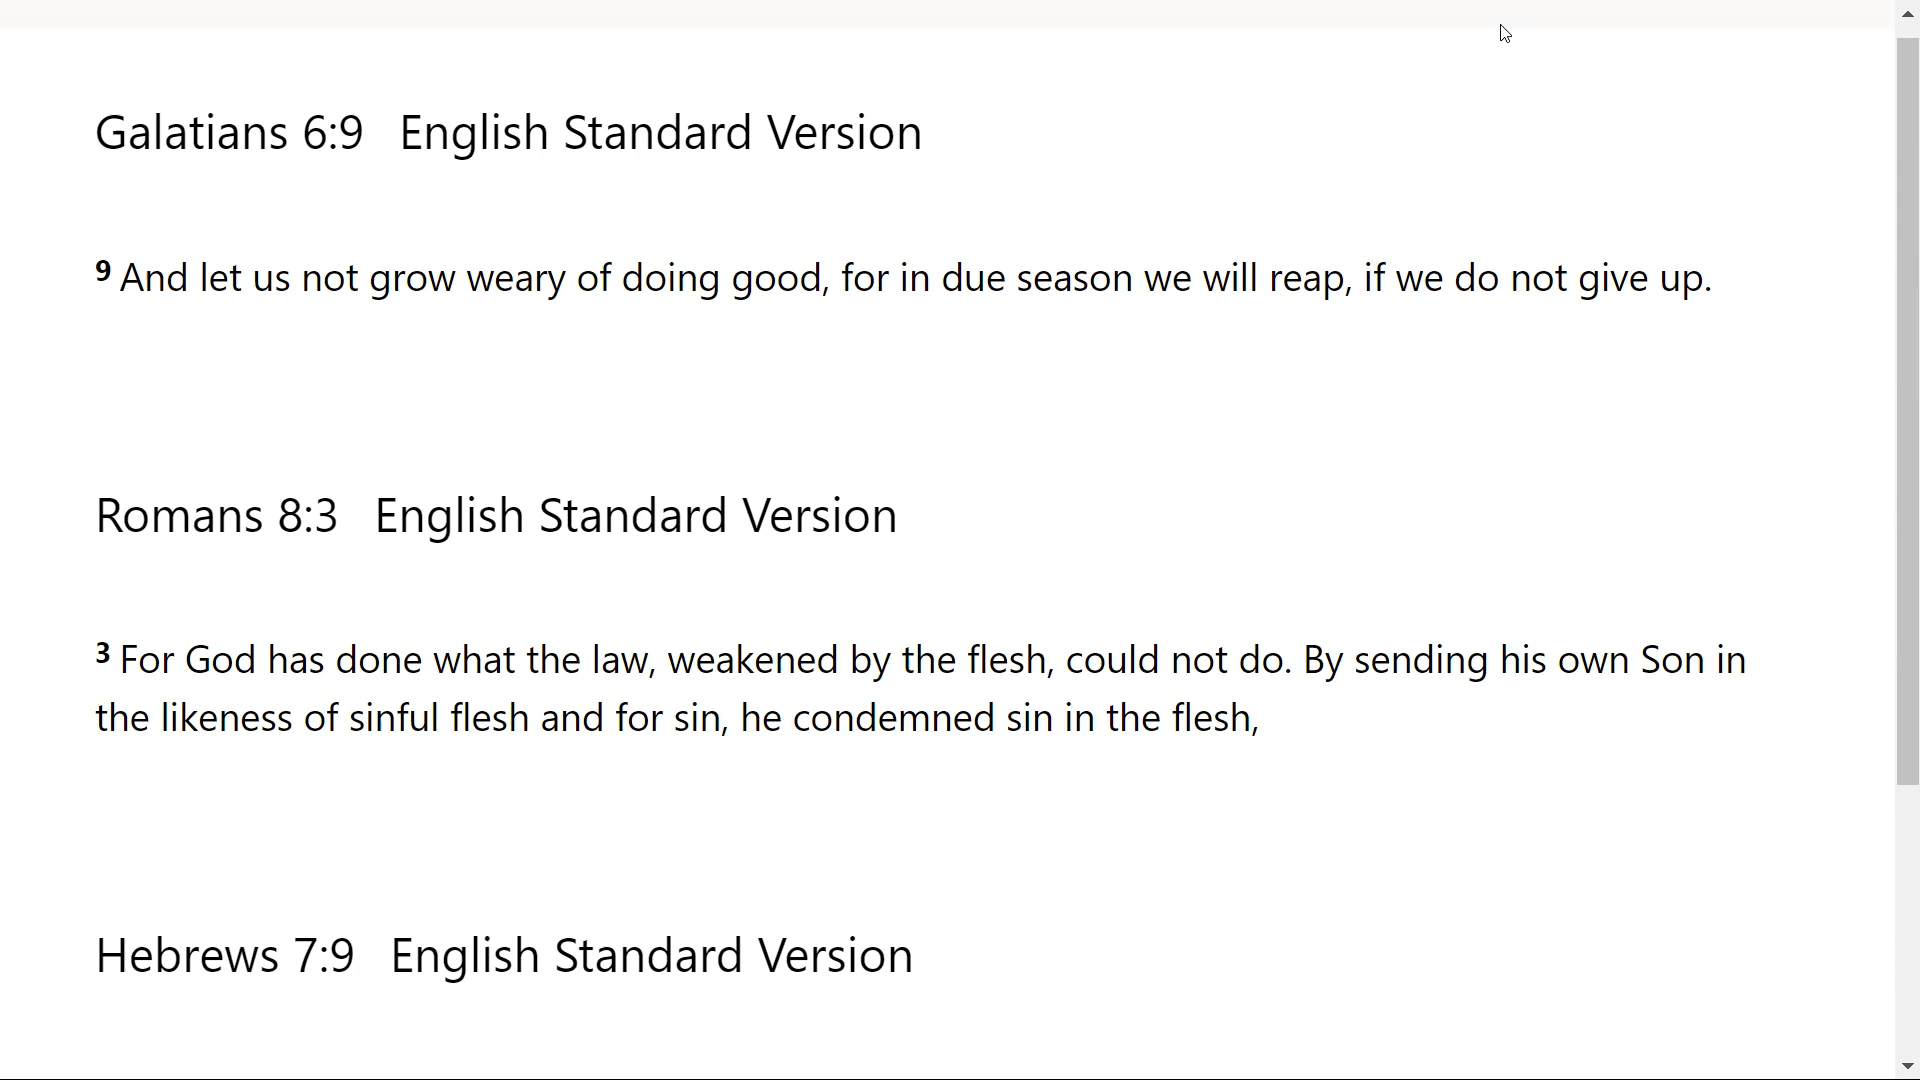 Galatians 6:9 English Standard Version
9 And let us not grow weary of doing good, for in due season we will reap, if we do not give up.
Romans 8:3 English Standard Version
3 For God has done what the law, weakened by the flesh, could not do. By sending his own Son in
the likeness of sinful flesh and for sin, he condemned sin in the flesh,
Hebrews 7:9 English Standard Version